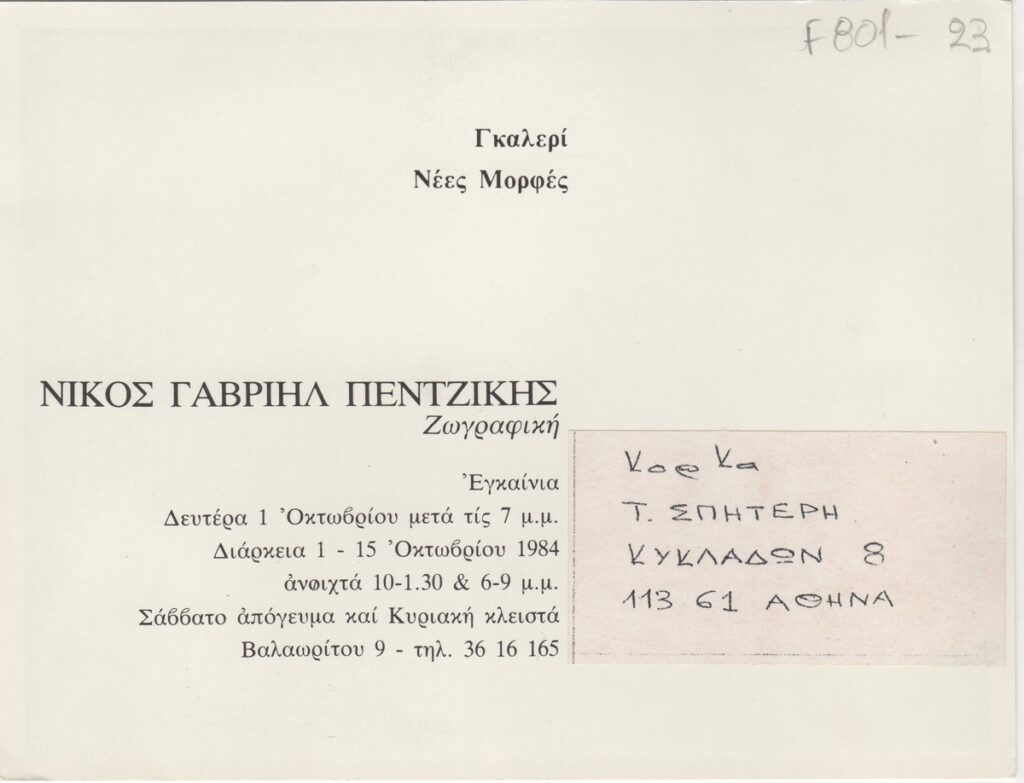 F801- 23
Γκαλερί
Νέες Μορφές
ΝΙΚΟΣ ΓΑΒΡΙΗΛ ΠΕΝΤΖΙΚΗΣ
Ζωγραφική
Ἐγκαίνια
Δευτέρα 1 Ὀκτωβρίου μετά τίς 7 μ.μ.
Διάρκεια 1 - 15 Ὀκτωβρίου 1984
ἀνοιχτά 10-1.30 & 6-9 μ.μ.
Σάββατο ἀπόγευμα καί Κυριακή κλειστά
Βαλαωρίτου 9 - τηλ. 36 16 165
Κον Κα
Τ. ΣΠΗΤΕΡΗ
ΚΥΚΛΑΔΩΝ 8
113 61 ΑΘΗΝΑ